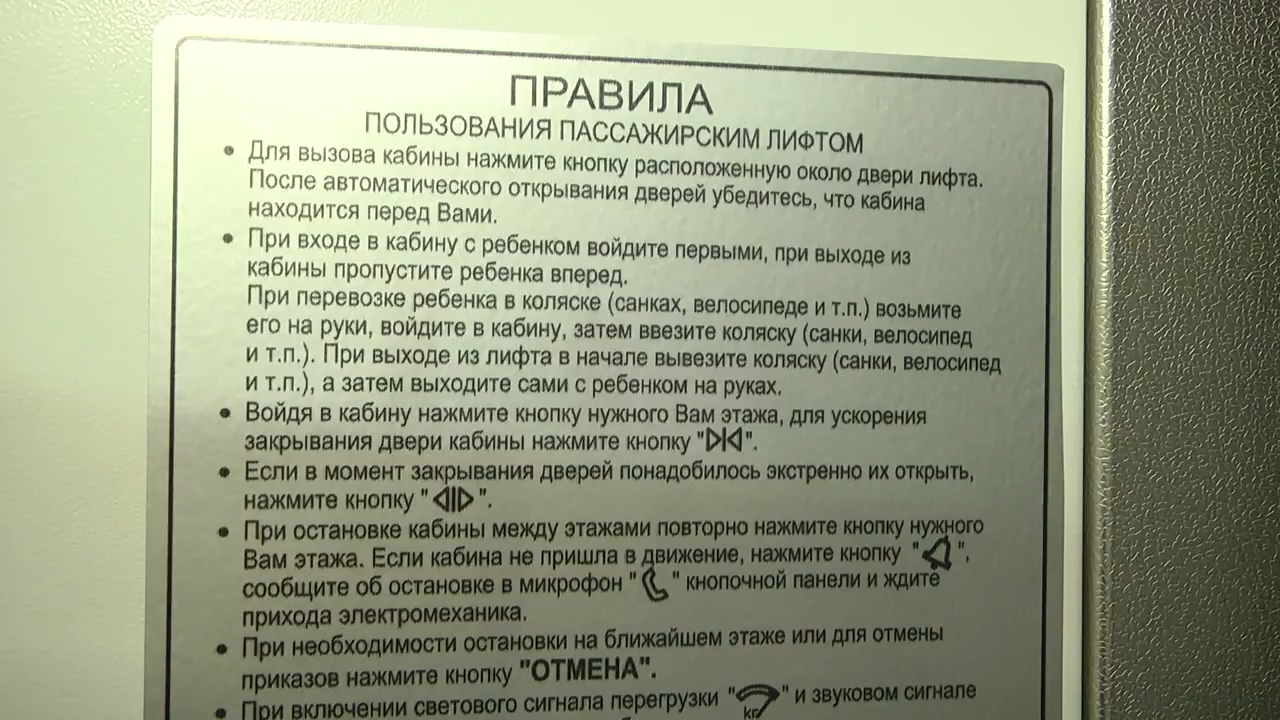 ПРАВИЛА
ПОЛЬЗОВАНИЯ ПАССАЖИРСКИМ ЛИФТОМ
• Для вызова кабины нажмите кнопку расположенную около двери лифта.
После автоматического открывания дверей убедитесь, что кабина
находится перед Вами.
• При входе в кабину с ребенком войдите первыми, при выходе из
кабины пропустите ребенка вперед.
При перевозке ребенка в коляске (санках, велосипеде и т.п.) возьмите
его на руки, войдите в кабину, затем ввезите коляску (санки, велосипед
и т.п.). При выходе из лифта в начале вывезите коляску (санки, велосипед
и т.п.), а затем выходите сами с ребенком на руках.
• Войдя в кабину нажмите кнопку нужного Вам этажа, для ускорения
закрывания двери кабины нажмите кнопку "".
• Если в момент закрывания дверей понадобилось экстренно их открыть,
нажмите кнопку " ".
• При остановке кабины между этажами повторно нажмите кнопку нужного
Вам этажа. Если кабина не пришла в движение, нажмите кнопку " ",
сообщите об остановке в микрофон " " кнопочной панели и ждите
прихода электромеханика.
• При необходимости остановки на ближайшем этаже или для отмены
приказов нажмите кнопку "ОТМЕНА".
• При включении светового сигнала перегрузки "кг" и звуковом сигнале